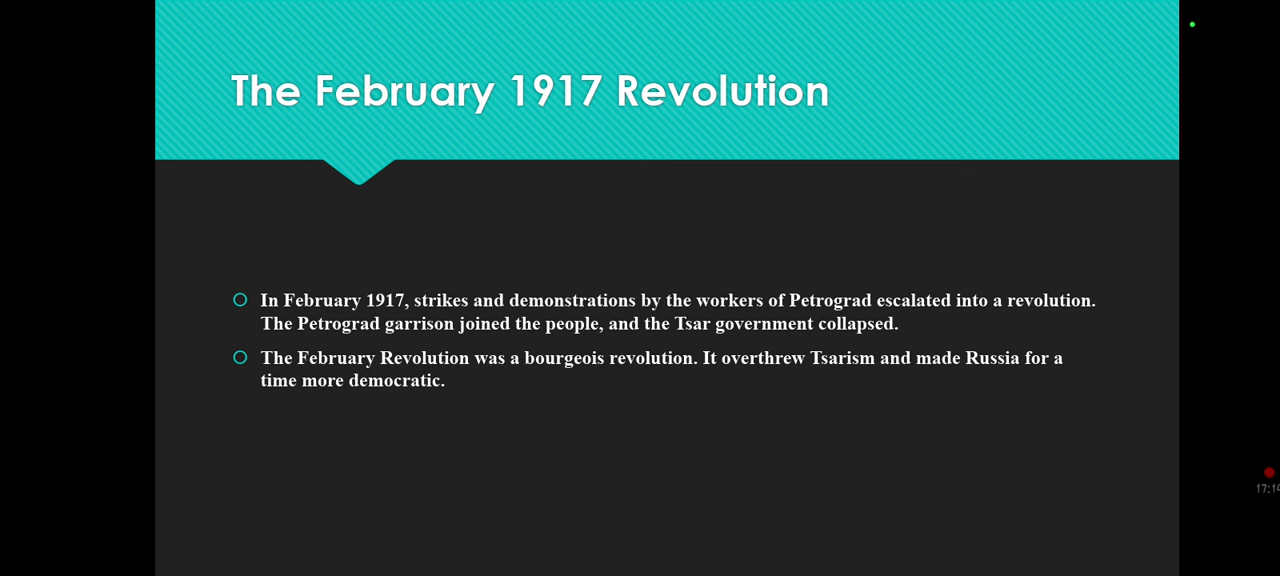 The February 1917 Revolution
In February 1917, strikes and demonstrations by the workers of Petrograd escalated into a revolution.
The Petrograd garrison joined the people, and the Tsar government collapsed.
The February Revolution was a bourgeois revolution. It overthrew Tsarism and made Russia for a
time more democratic.
17:14